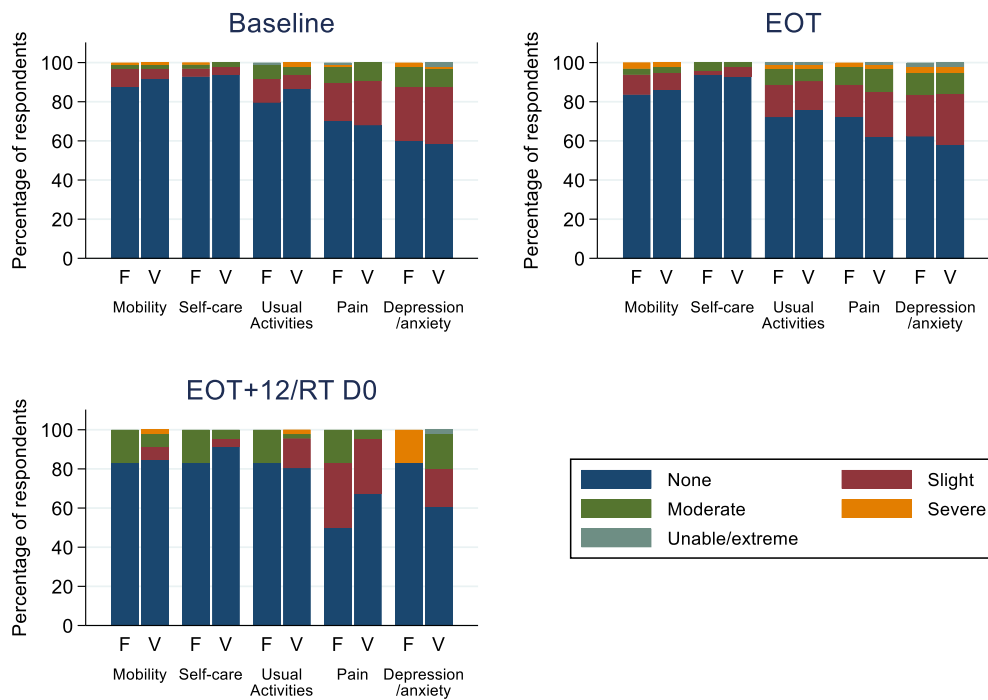 Baseline
Percentage of respondents
100
80
60
40
20
0
F V F V F V F V F V
Mobility Self-care Usual Activities Pain Depression /anxiety
EOT
Percentage of respondents
100
80
60
40
20
0
F V F V F V F V F V
Mobility Self-care Usual Activities Pain Depression /anxiety
EOT+12/RT D0
Percentage of respondents
100
80
60
40
20
0
F V F V F V F V F V
Mobility Self-care Usual Activities Pain Depression /anxiety
None Slight
Moderate Severe
Unable/extreme